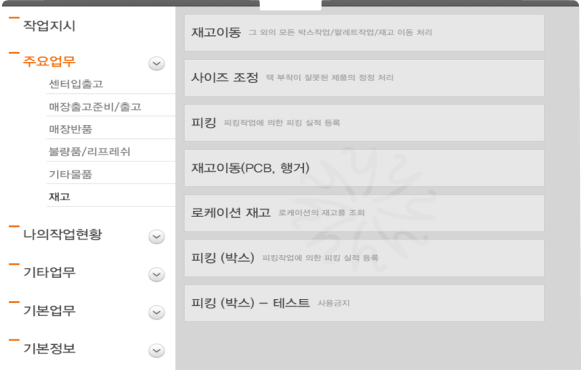 작업지시
주요업무
센터입출고
매장출고준비/출고
매장반품
불량품/리프레쉬
기타물품
재고
나의작업현황
기타업무
기본업무
기본정보
재고이동 그 외의 모든 박스작업/팔레트작업/재고 이동 처리
사이즈 조정 택 부착이 잘못된 제품의 정정 처리
피킹 피킹작업에 의한 피킹 실적 등록
재고이동(PCB, 행거)
로케이션 재고 로케이션의 재고를 조회
피킹 (박스) 피킹작업에 의한 피킹 실적 등록
피킹 (박스) - 테스트 사용금지